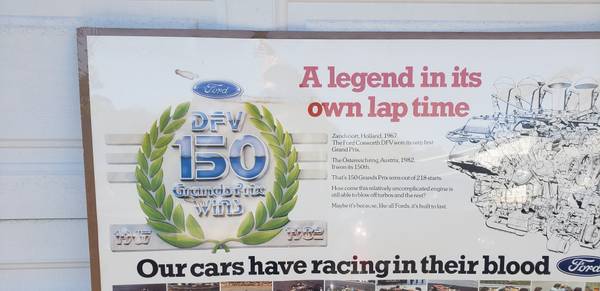 Ford
DFV
150
Grands Prix
WINS
1967
1982
A legend in its
own lap time
Zandvoort, Holland, 1967.
The Ford Cosworth DFV won its very first
Grand Prix.
The Österreichring, Austria, 1982.
It won its 150th.
That's 150 Grands Prix wins out of 218 starts.
How come this relatively uncomplicated engine is
still able to blow off turbos and the rest?
Maybe it's because, like all Fords, it's built to last.
Our cars have racing in their blood
Ford